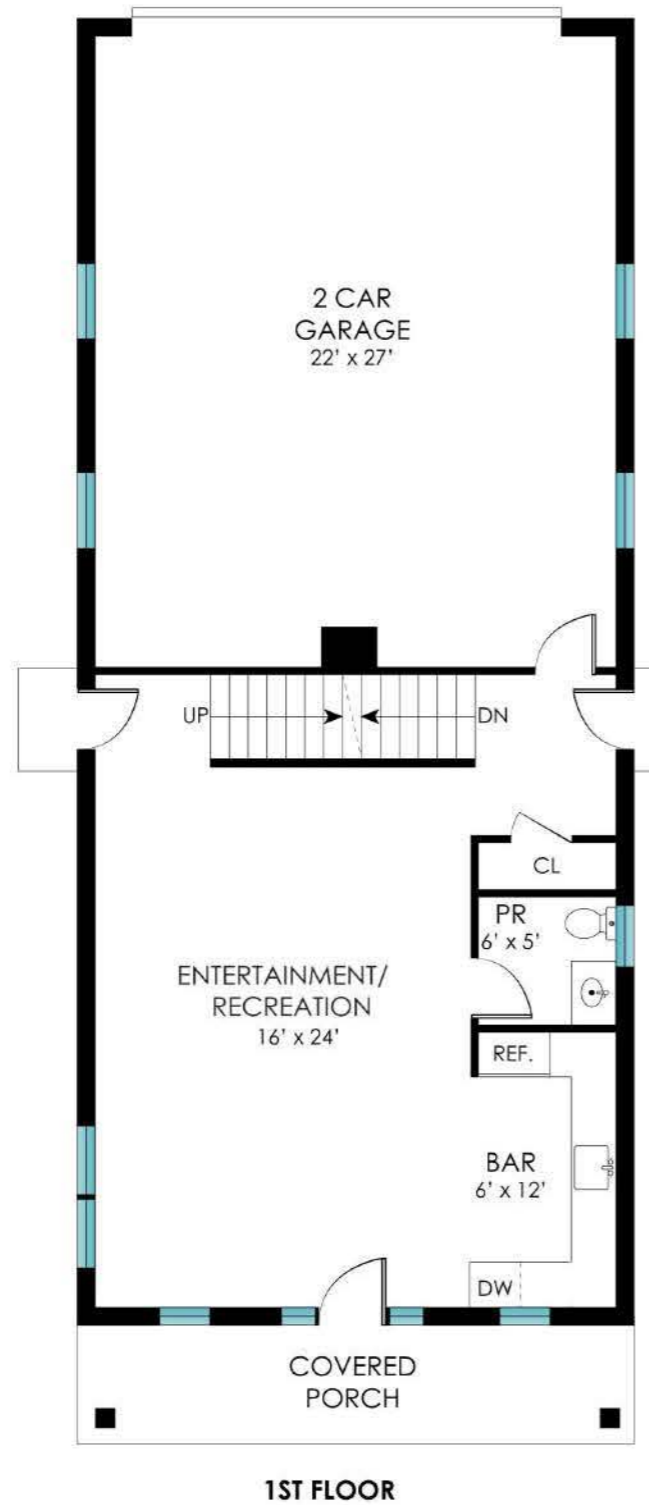 2 CAR
GARAGE
22' x 27'
UP
DN
CL
PR
6' x 5'
ENTERTAINMENT/
RECREATION
16' x 24'
REF.
BAR
6' x 12'
DW
COVERED
PORCH
1ST FLOOR